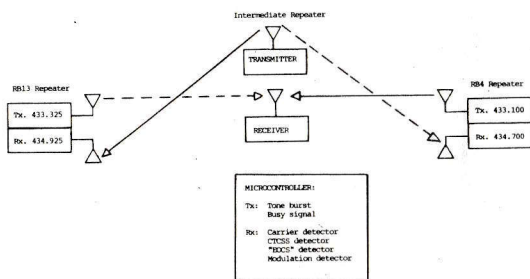 Intermediate Repeater
TRANSMITTER
RB13 Repeater
RB4 Repeater
Tx. 433.325
Rx. 434.925
RECEIVER
Tx. 433.100
Rx. 434.700
MICROCONTROLLER:
Tx: Tone burst
Busy signal
Rx: Carrier detector
CTCSS detector
"EOCS" detector
Modulation detector